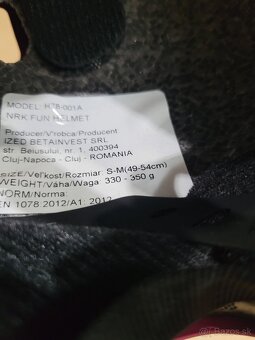 MODEL: H78-001A
NRK FUN HELMET
Producer/Výrobca/Producent
IZED BETAINVEST SRL
str. Beiusului, nr. 1, 400394
Cluj-Napoca - Cluj - ROMANIA
SIZE/Veľkosť/Rozmiar: S-M(49-54cm)
WEIGHT/Váha/Waga: 330 - 350 g
NORM/Norma:
EN 1078:2012/A1: 2012